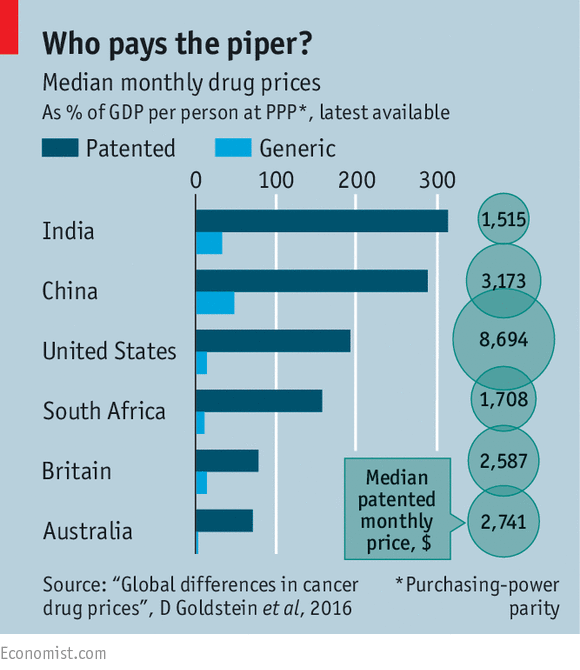 Who pays the piper?
Median monthly drug prices
As % of GDP per person at PPP*, latest available
Patented Generic
0 100 200 300
India 1,515
China 3,173
United States 8,694
South Africa 1,708
Britain 2,587
Australia 2,741
Median
patented
monthly
price, $
Source: “Global differences in cancer
drug prices”, D Goldstein et al, 2016
*Purchasing-power
parity
Economist.com